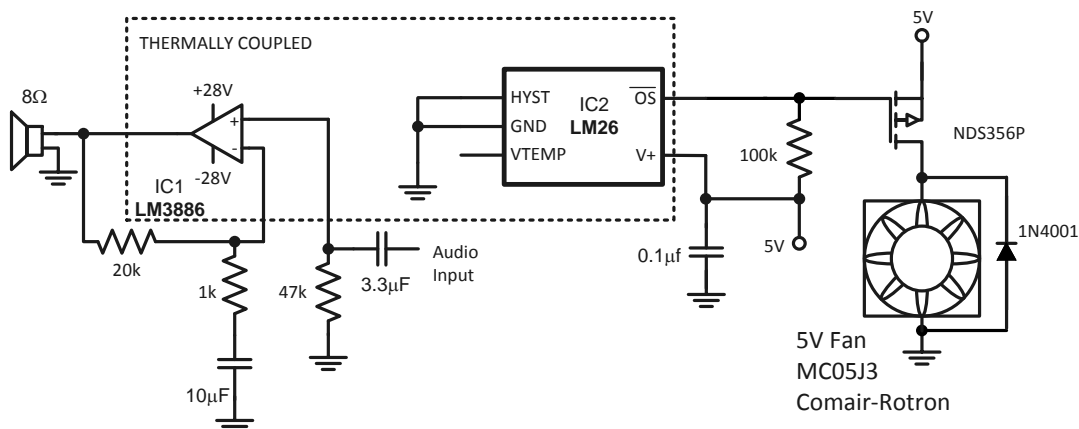 THERMALLY COUPLED
5V
8Ω
+28V
+
-
-28V
IC1
LM3886
HYST
GND
VTEMP
IC2
LM26
OS
V+
100k
NDS356P
20k
1k
47k
3.3μF
Audio
Input
10μF
0.1μf
5V
1N4001
5V Fan
MC05J3
Comair-Rotron